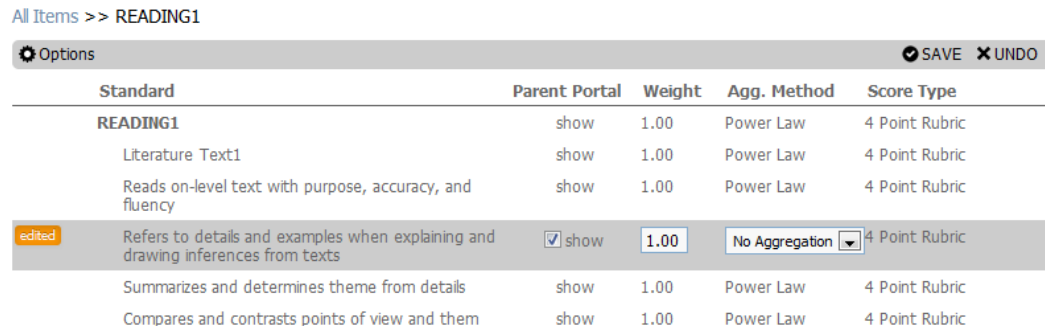 All Items >> READING1
Options SAVE UNDO
Standard Parent Portal Weight Agg. Method Score Type
READING1 show 1.00 Power Law 4 Point Rubric
Literature Text1 show 1.00 Power Law 4 Point Rubric
Reads on-level text with purpose, accuracy, and show 1.00 Power Law 4 Point Rubric
fluency
edited Refers to details and examples when explaining and show 1.00 No Aggregation 4 Point Rubric
drawing inferences from texts
Summarizes and determines theme from details show 1.00 Power Law 4 Point Rubric
Compares and contrasts points of view and them show 1.00 Power Law 4 Point Rubric